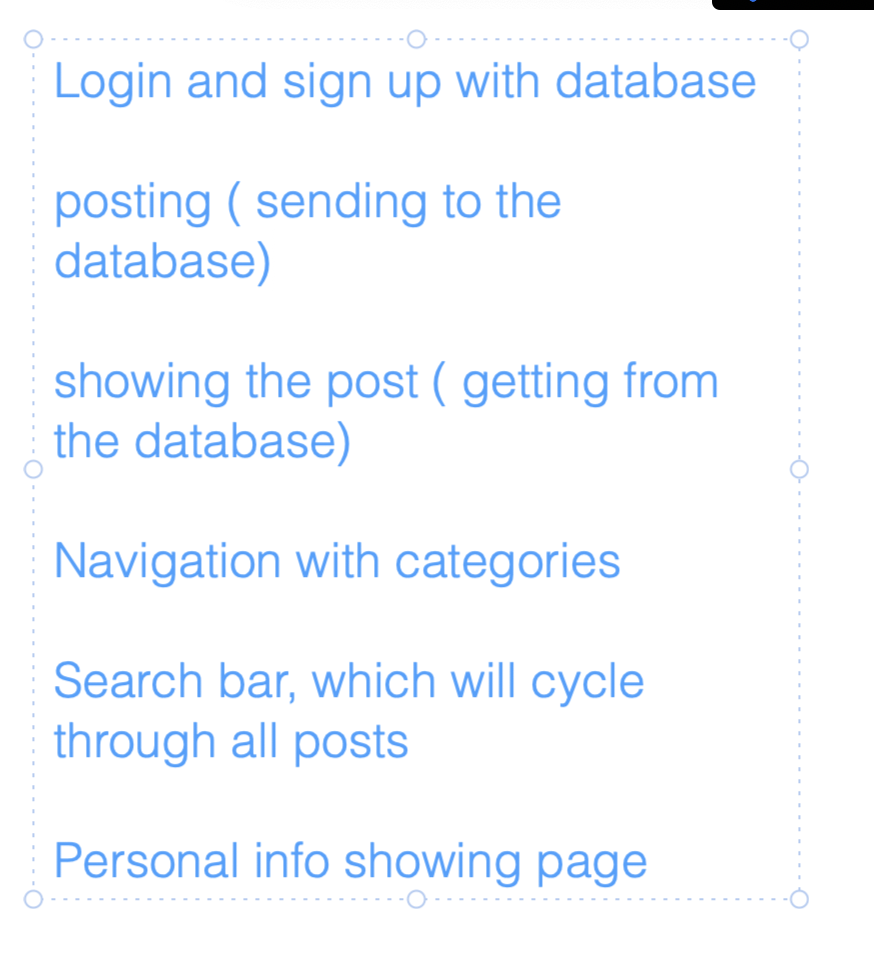 Login and sign up with database
posting ( sending to the
database)
showing the post ( getting from
the database)
Navigation with categories
Search bar, which will cycle
through all posts
Personal info showing page